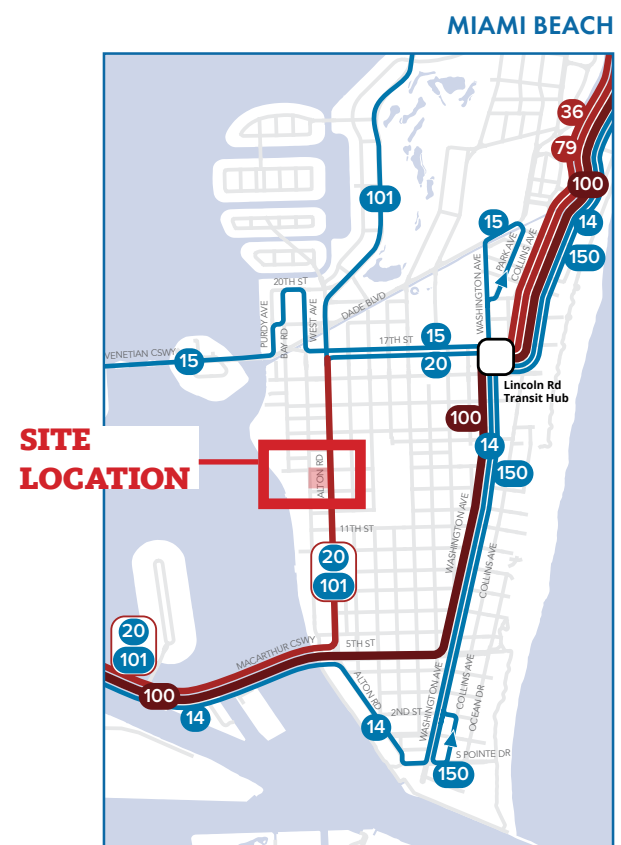 MIAMI BEACH
36
79
100
101
15
14
150
PARK AVE
COLLINS AVE
WASHINGTON AVE
20TH ST
DADE BLVD
PURDY AVE
BAY RD
WEST AVE
17TH ST
15
VENETIAN CSWY
15
20
Lincoln Rd
Transit Hub
100
14
150
SITE
LOCATION
ALTON RD
11TH ST
WASHINGTON AVE
COLLINS AVE
20
101
20
101
MACARTHUR CSWY
5TH ST
100
14
ALTON RD
2ND ST
14
WASHINGTON AVE
COLLINS AVE
OCEAN DR
S POINTE DR
150